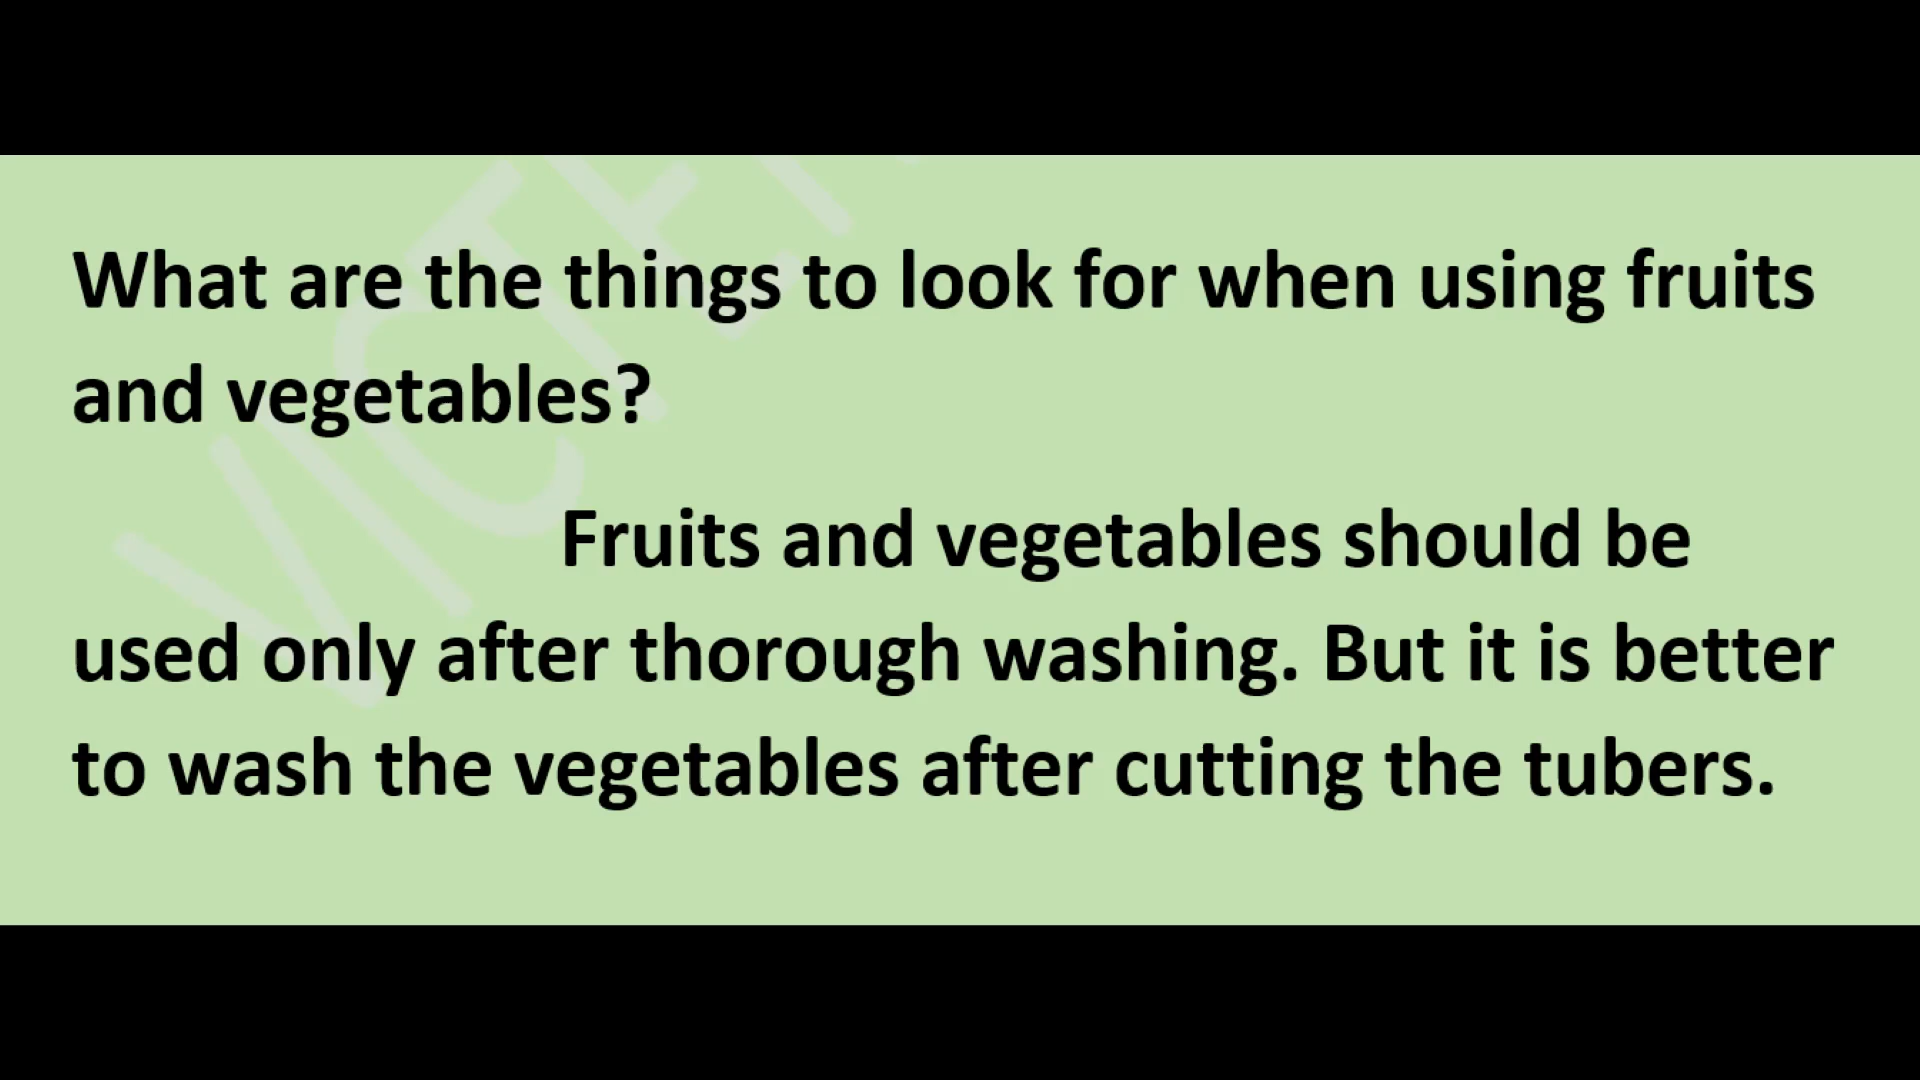 What are the things to look for when using fruits
and vegetables?
Fruits and vegetables should be
used only after thorough washing. But it is better
to wash the vegetables after cutting the tubers.